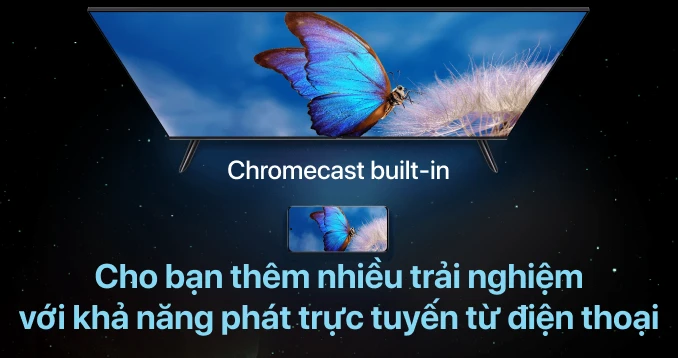 Chromecast built-in
Cho bạn thêm nhiều trải nghiệm
với khả năng phát trực tuyến từ điện thoại